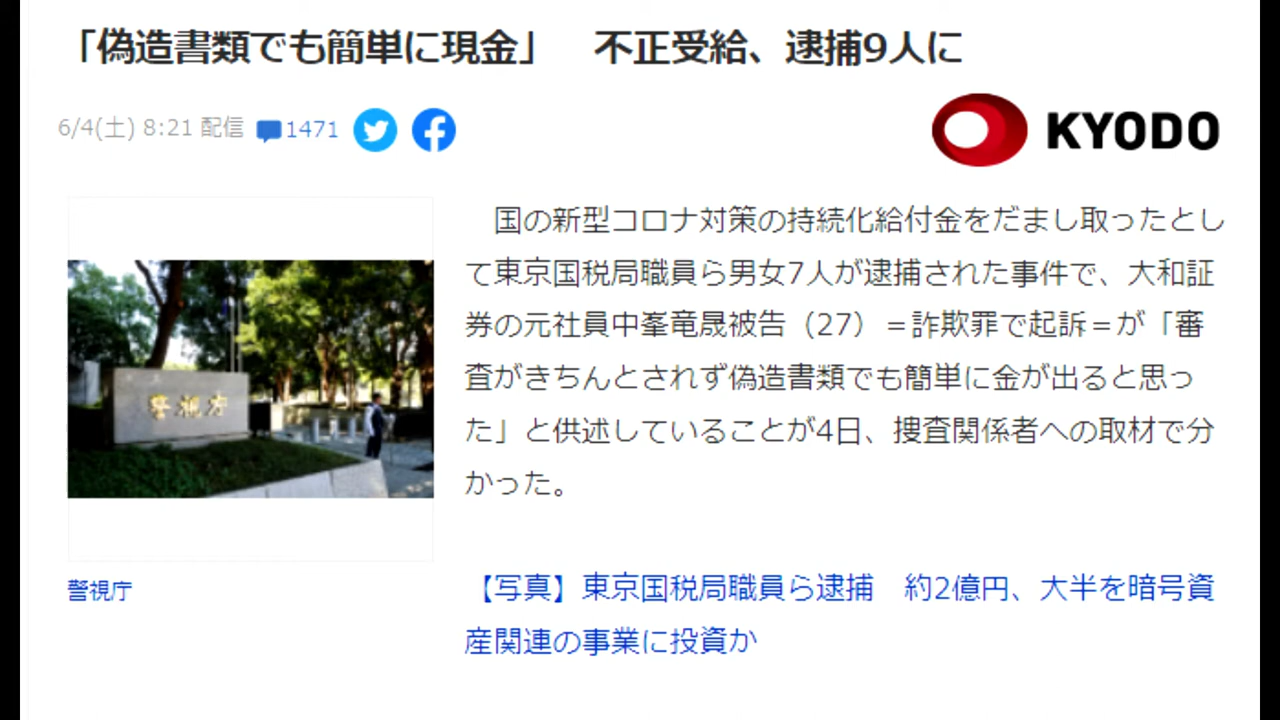 「偽造書類でも簡単に現金」　不正受給、逮捕9人に
6/4(土) 8:21 配信 1471
KYODO
国の新型コロナ対策の持続化給付金をだまし取ったとし
て東京国税局職員ら男女7人が逮捕された事件で、大和証
券の元社員中峯竜晟被告（27）＝詐欺罪で起訴＝が「審
査がきちんとされず偽造書類でも簡単に金が出ると思っ
た」と供述していることが4日、捜査関係者への取材で分
かった。
警視庁
警視庁
【写真】東京国税局職員ら逮捕　約2億円、大半を暗号資
産関連の事業に投資か